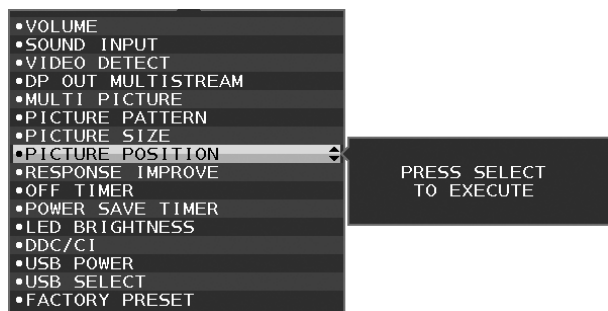 •VOLUME
•SOUND INPUT
•VIDEO DETECT
•DP OUT MULTISTREAM
•MULTI PICTURE
•PICTURE PATTERN
•PICTURE SIZE
•PICTURE POSITION
•RESPONSE IMPROVE
•OFF TIMER
•POWER SAVE TIMER
•LED BRIGHTNESS
•DDC/CI
•USB POWER
•USB SELECT
•FACTORY PRESET
PRESS SELECT
TO EXECUTE